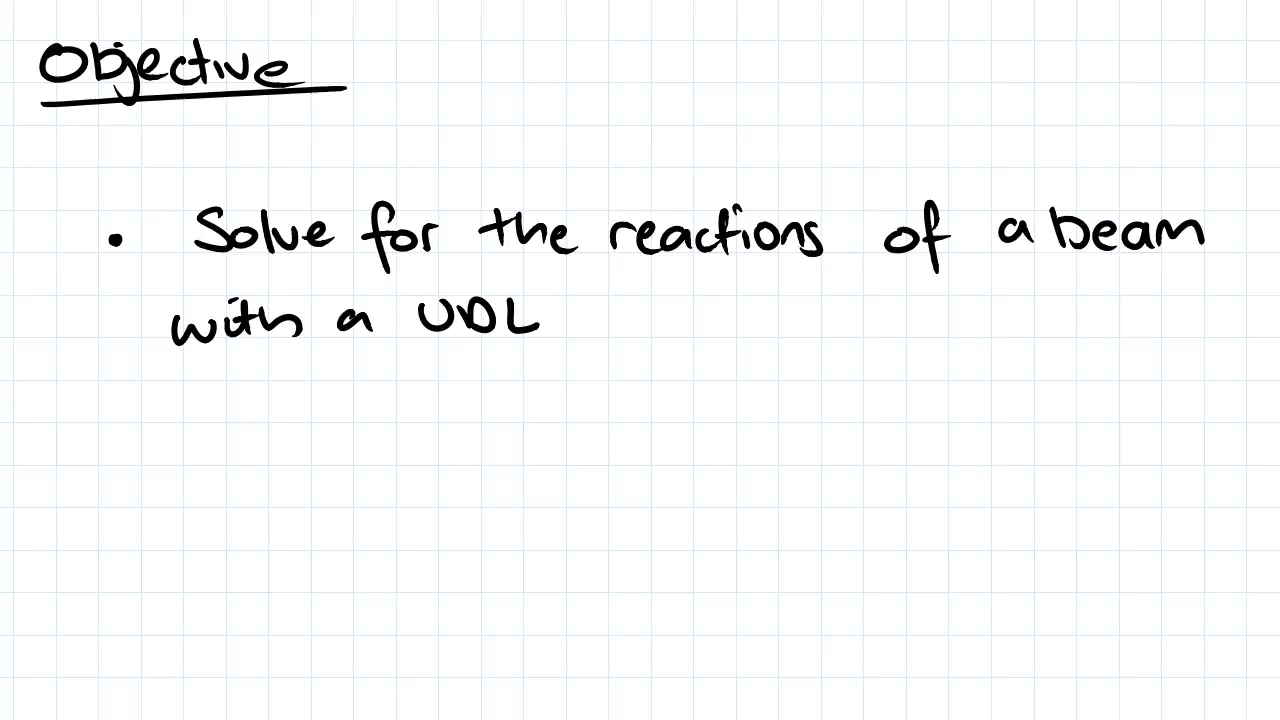 Objective
• Solve for the reactions of a beam
with a UDL